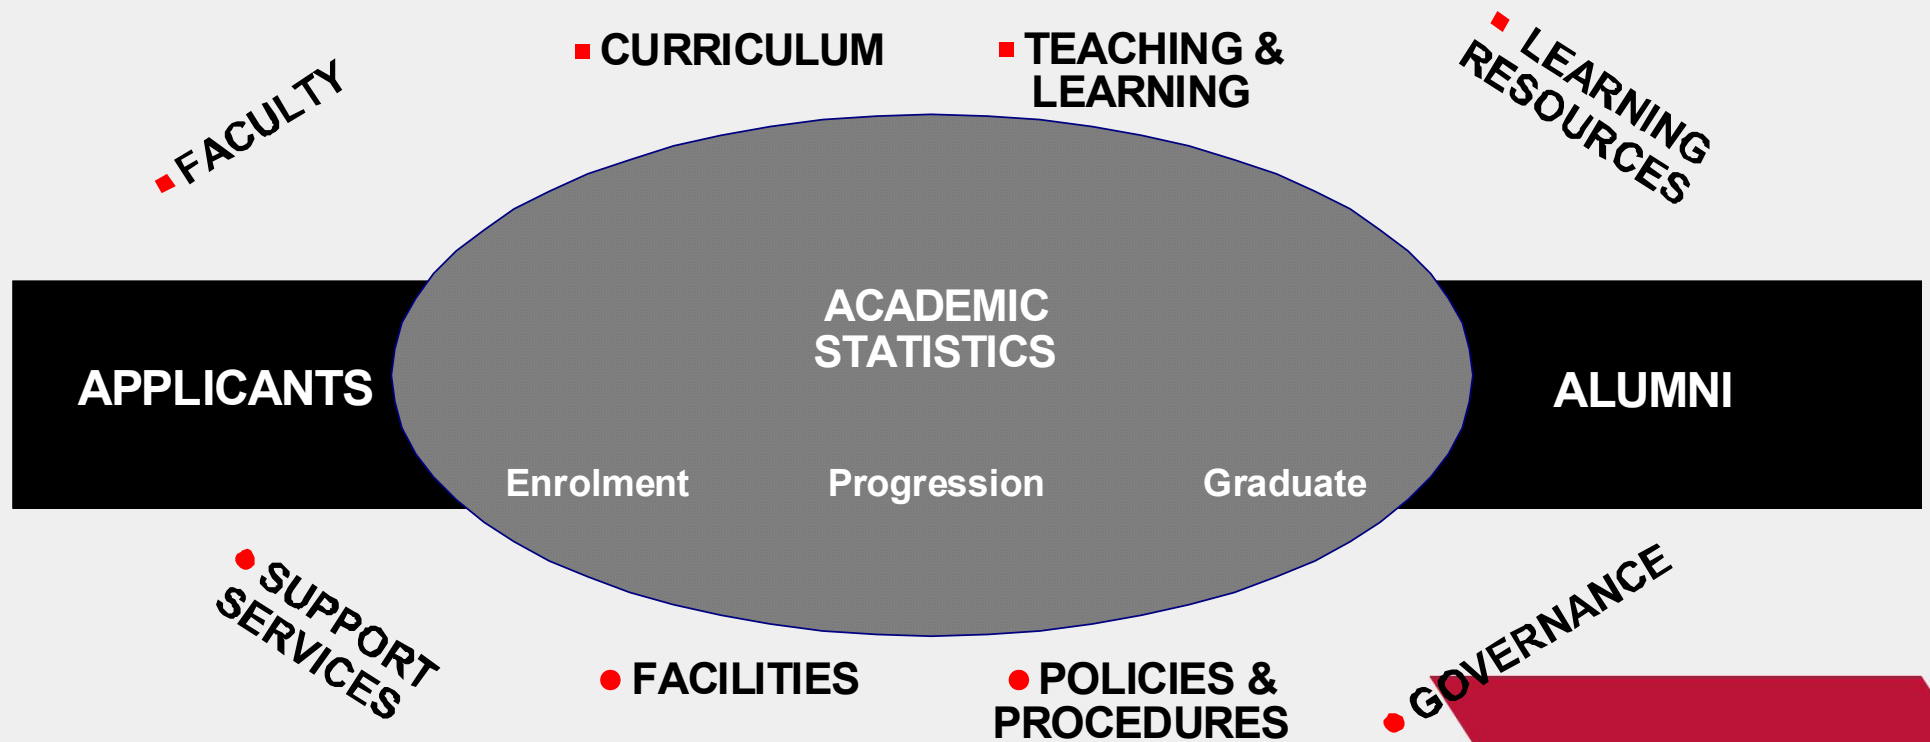 FACULTY
CURRICULUM
TEACHING &
LEARNING
LEARNING
RESOURCES
ACADEMIC
STATISTICS
APPLICANTS
ALUMNI
Enrolment Progression Graduate
SUPPORT
SERVICES
FACILITIES
POLICIES &
PROCEDURES
GOVERNANCE